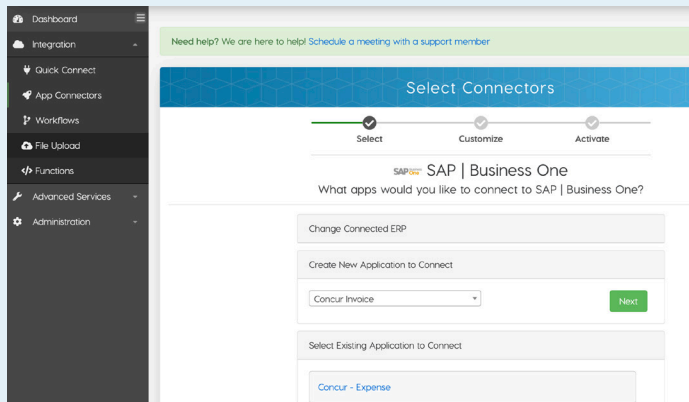 Dashboard
Integration
Quick Connect
App Connectors
Workflows
File Upload
Functions
Advanced Services
Administration
Need help? We are here to help! Schedule a meeting with a support member
Select Connectors
Select
Customize
Activate
SAP Business One SAP | Business One
What apps would you like to connect to SAP | Business One?
Change Connected ERP
Create New Application to Connect
Concur Invoice
Next
Select Existing Application to Connect
Concur - Expense